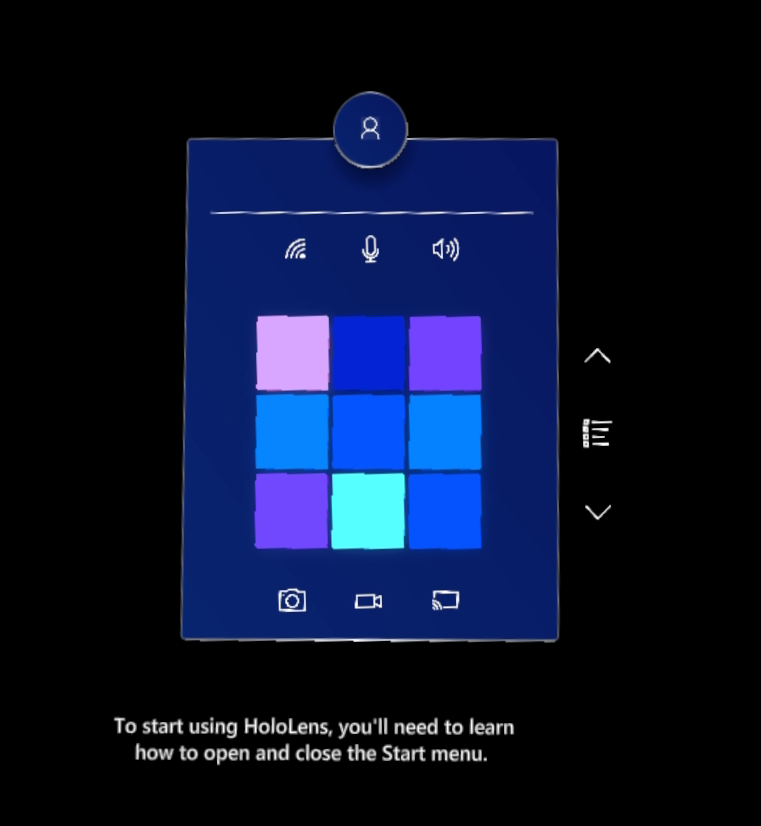 To start using HoloLens, you'll need to learn
how to open and close the Start menu.